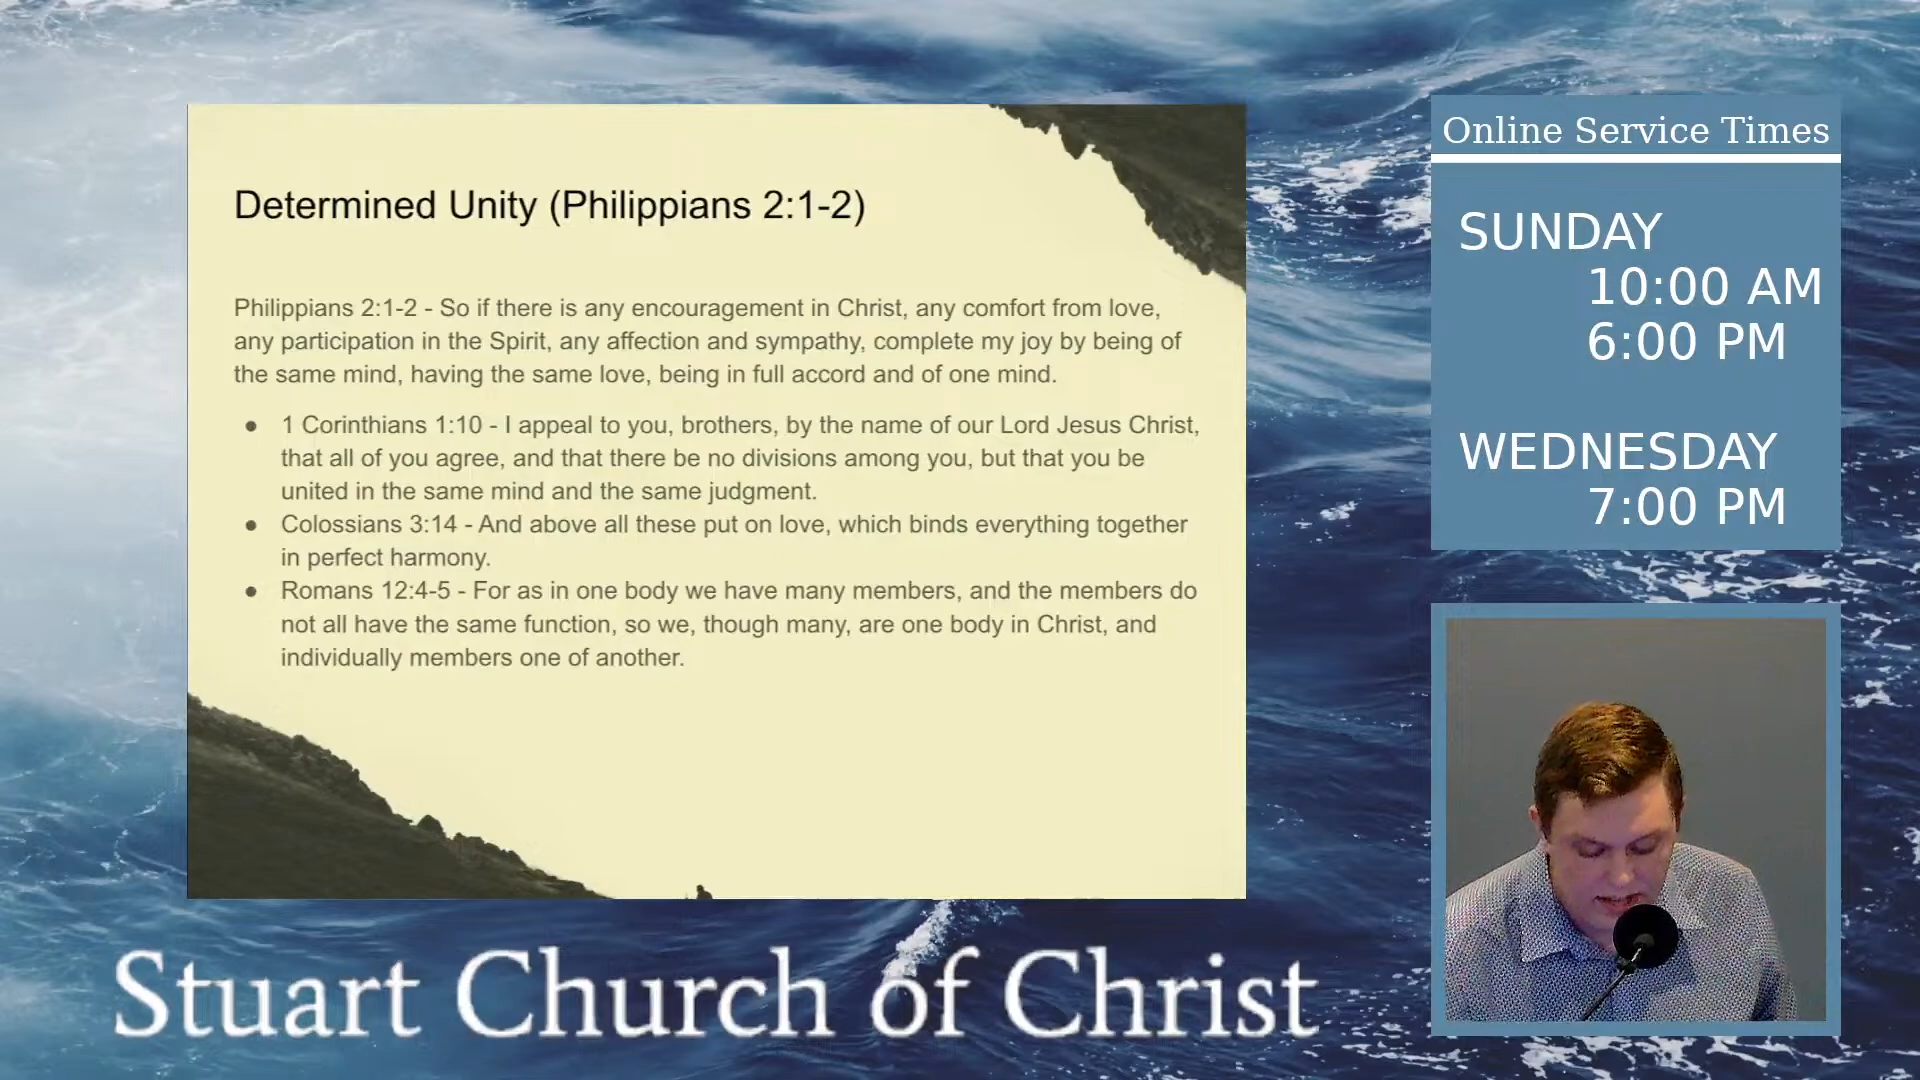 Determined Unity (Philippians 2:1-2)
Philippians 2:1-2 - So if there is any encouragement in Christ, any comfort from love,
any participation in the Spirit, any affection and sympathy, complete my joy by being of
the same mind, having the same love, being in full accord and of one mind.
● 1 Corinthians 1:10 - I appeal to you, brothers, by the name of our Lord Jesus Christ,
that all of you agree, and that there be no divisions among you, but that you be
united in the same mind and the same judgment.
● Colossians 3:14 - And above all these put on love, which binds everything together
in perfect harmony.
● Romans 12:4-5 - For as in one body we have many members, and the members do
not all have the same function, so we, though many, are one body in Christ, and
individually members one of another.
Online Service Times
SUNDAY
10:00 AM
6:00 PM
WEDNESDAY
7:00 PM
Stuart Church of Christ